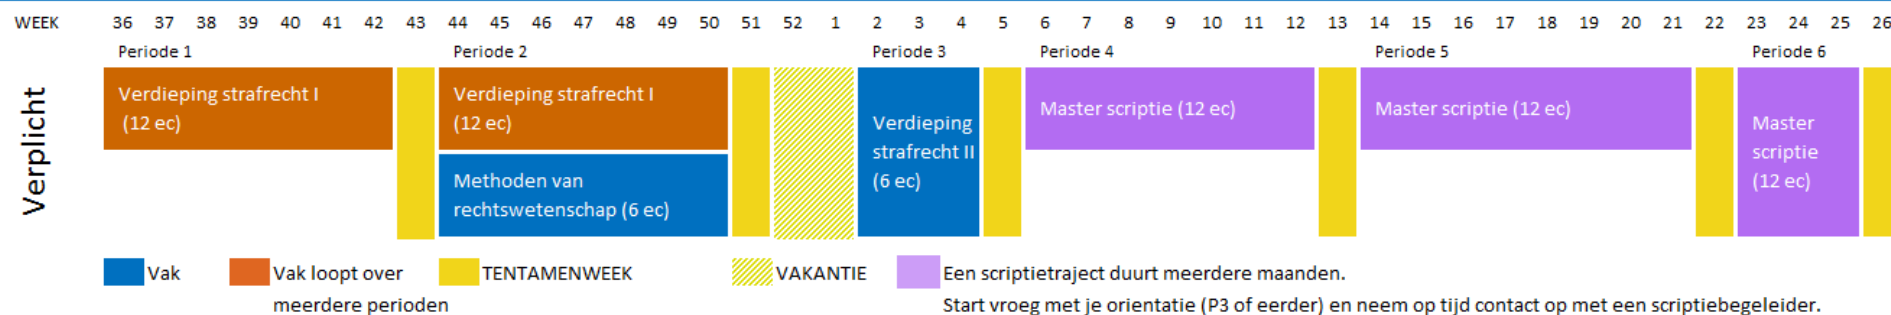 WEEK 36 37 38 39 40 41 42 43 44 45 46 47 48 49 50 51 52 1 2 3 4 5 6 7 8 9 10 11 12 13 14 15 16 17 18 19 20 21 22 23 24 25 26
Periode 1 Periode 2 Periode 3 Periode 4 Periode 5 Periode 6
Verplicht
Verdieping strafrecht I
(12 ec)
Verdieping strafrecht I
(12 ec)
Methoden van
rechtswetenschap (6 ec)
Verdieping
strafrecht II
(6 ec)
Master scriptie (12 ec)
Master scriptie (12 ec)
Master
scriptie
(12 ec)
Vak
Vak loopt over
meerdere perioden
TENTAMENWEEK
VAKANTIE
Een scriptietraject duurt meerdere maanden.
Start vroeg met je orientatie (P3 of eerder) en neem op tijd contact op met een scriptiebegeleider.